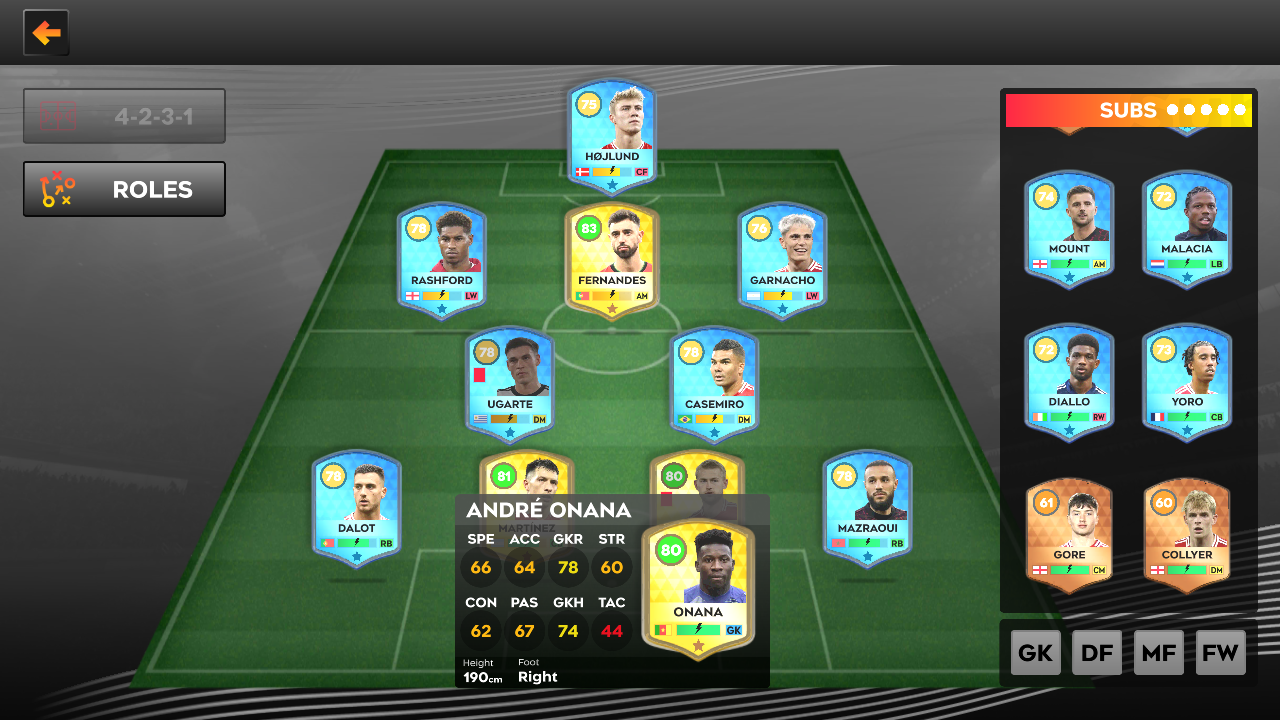 4-2-3-1
ROLES
75
HØJLUND
CF
78
RASHFORD
LW
83
FERNANDES
AM
76
GARNACHO
LW
78
UGARTE
DM
78
CASEMIRO
DM
78
DALOT
RB
81
MARTÍNEZ
80
78
MAZRAOUI
RB
ANDRÉ ONANA
SPE ACC GKR STR
66 64 78 60
CON PAS GKH TAC
62 67 74 44
Height Foot
190cm Right
80
ONANA
GK
SUBS
74
MOUNT
AM
72
MALACIA
LB
72
DIALLO
RW
73
YORO
CB
61
GORE
CM
60
COLLYER
DM
GK DF MF FW